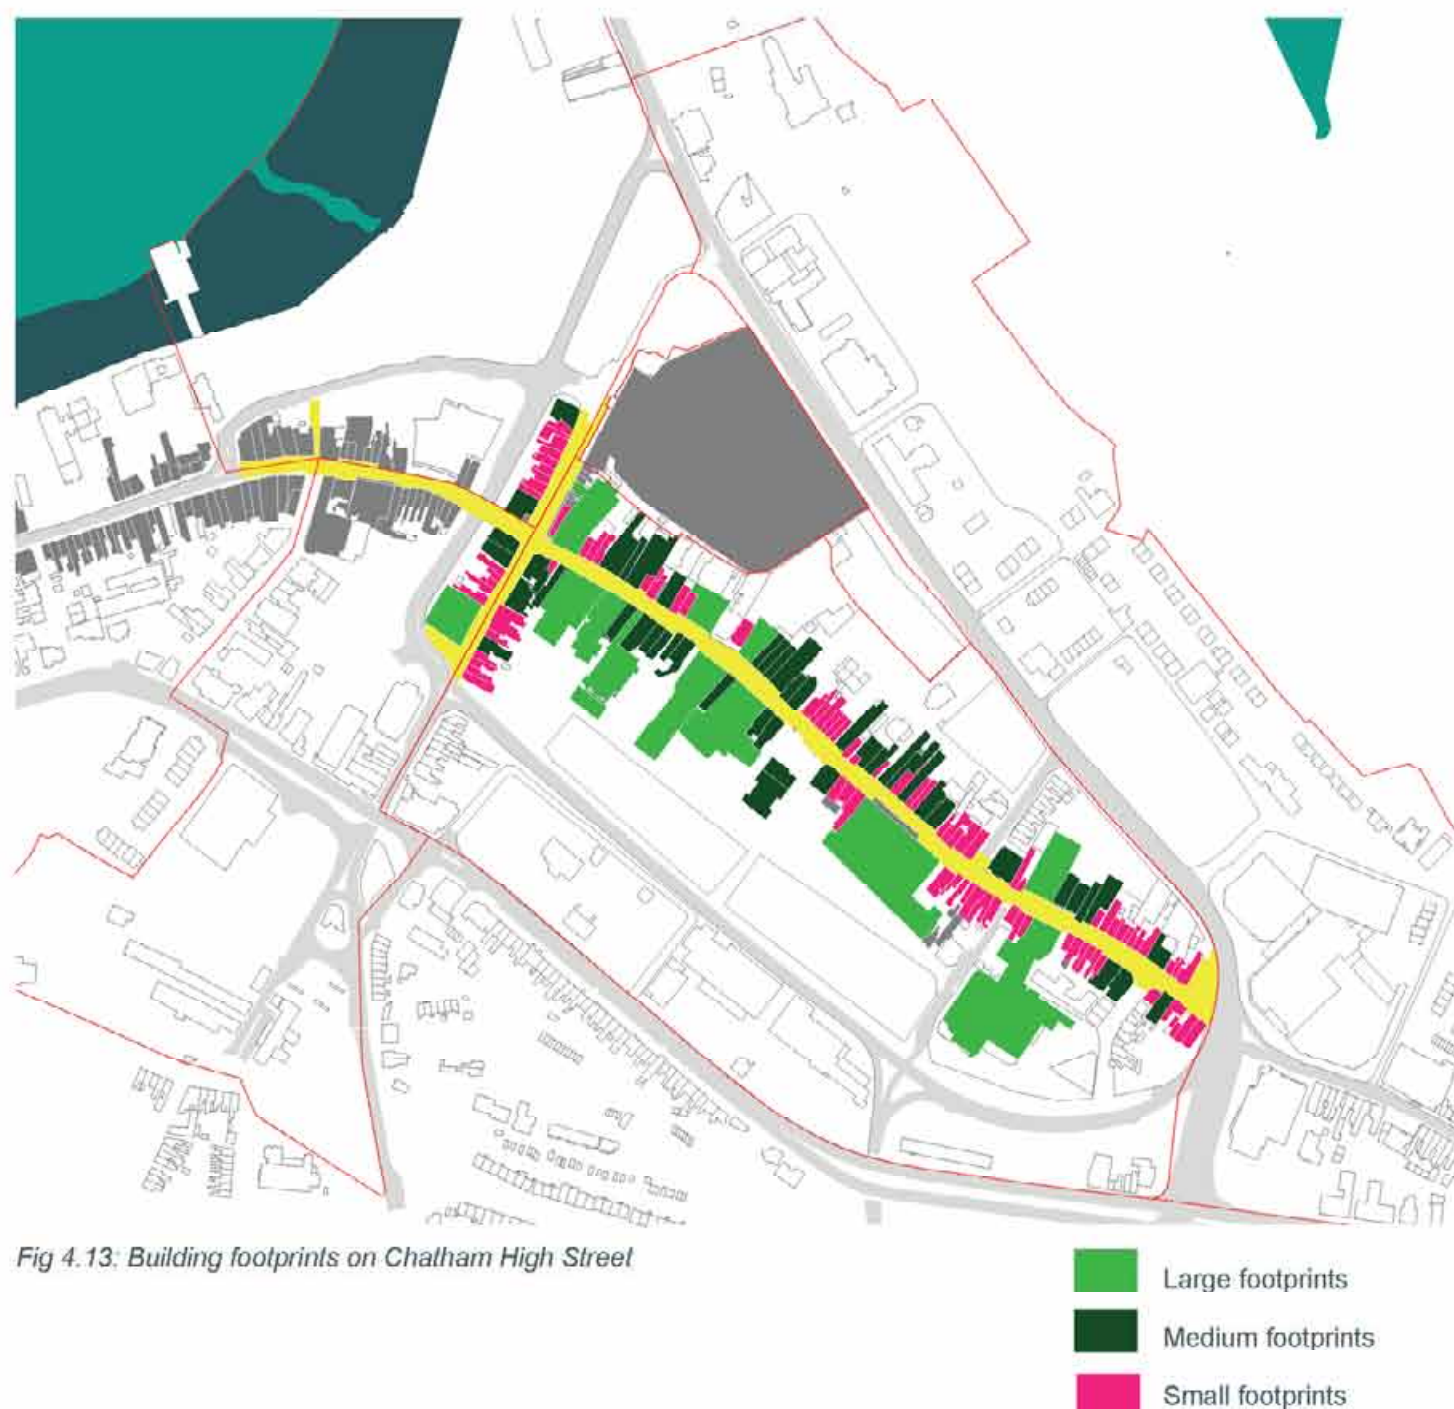 Fig 4.13: Building footprints on Chatham High Street
Large footprints
Medium footprints
Small footprints